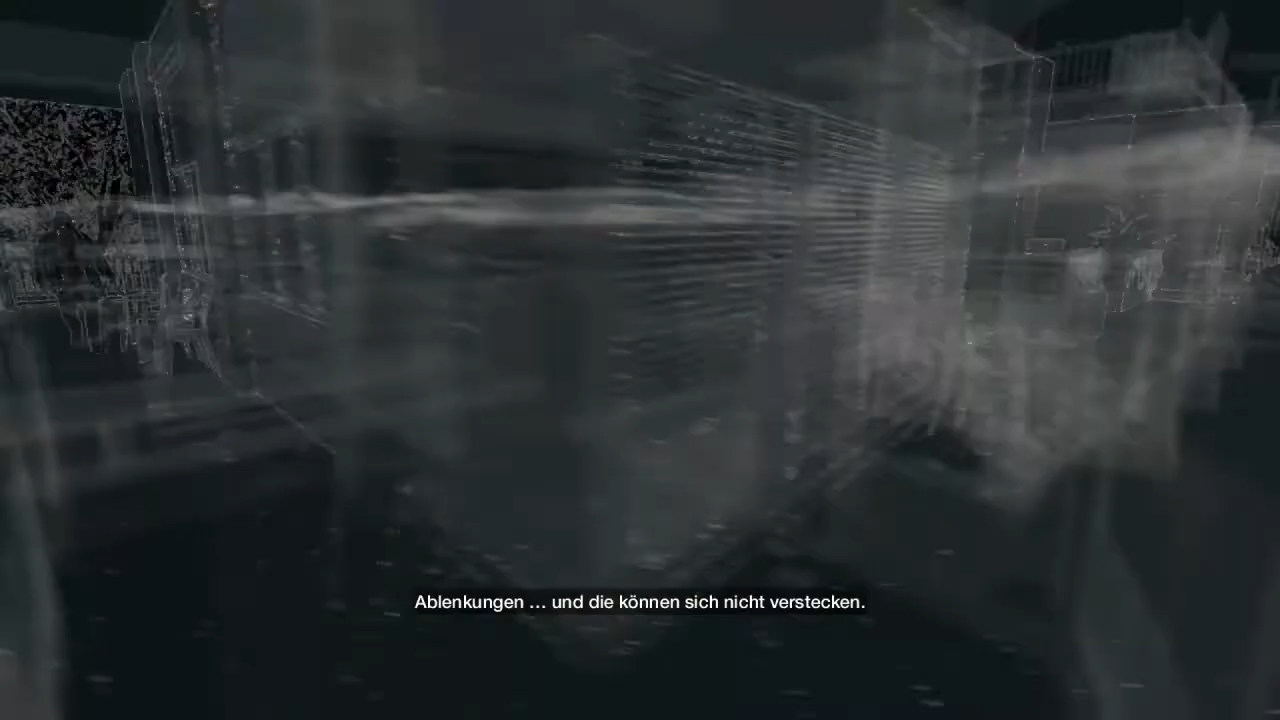 Ablenkungen … und die können sich nicht verstecken.